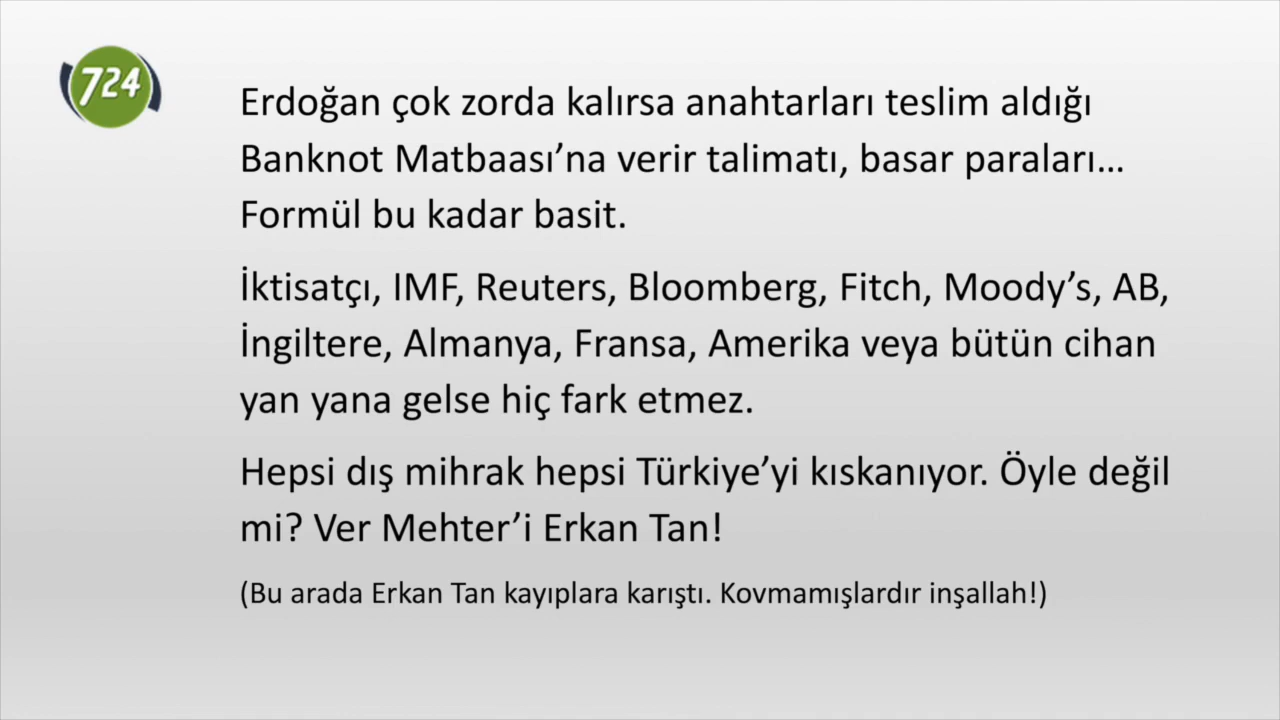 724
Erdoğan çok zorda kalırsa anahtarları teslim aldığı
Banknot Matbaası’na verir talimatı, basar paraları…
Formül bu kadar basit.
İktisatçı, IMF, Reuters, Bloomberg, Fitch, Moody’s, AB,
İngiltere, Almanya, Fransa, Amerika veya bütün cihan
yan yana gelse hiç fark etmez.
Hepsi dış mihrak hepsi Türkiye’yi kıskanıyor. Öyle değil
mi? Ver Mehter’i Erkan Tan!
(Bu arada Erkan Tan kayıplara karıştı. Kovmamışlardır inşallah!)